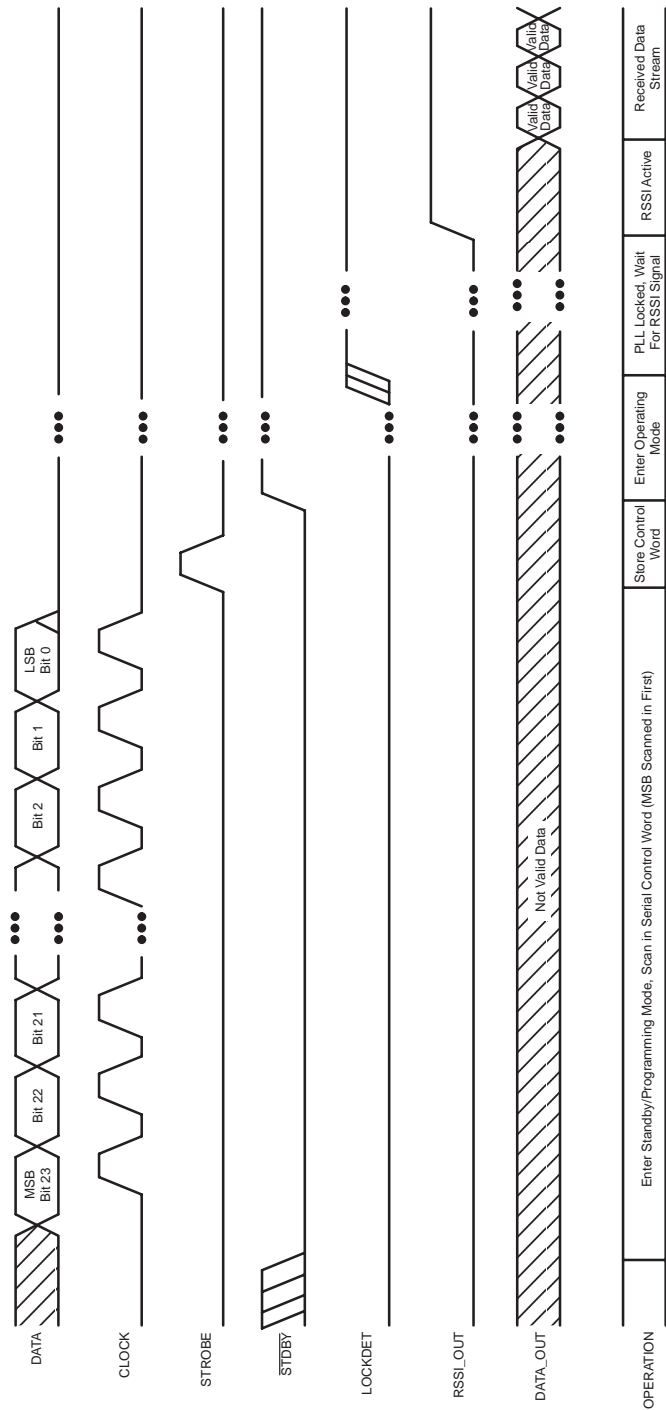 DATA
MSB
Bit 23
Bit 22
Bit 21
Bit 2
Bit 1
LSB
Bit 0
CLOCK
STROBE
STDBY
LOCKDET
RSSI_OUT
DATA_OUT
Not Valid Data
Valid
Data
Valid
Data
Valid
Data
OPERATION
Enter Standby/Programming Mode, Scan in Serial Control Word (MSB Scanned in First)
Store Control
Word
Enter Operating
Mode
PLL Locked, Wait
For RSSI Signal
RSSI Active
Received Data
Stream